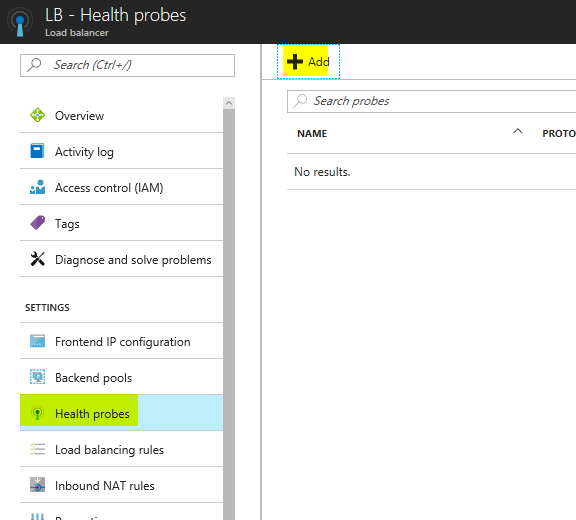 LB - Health probes
Load balancer
Search (Ctrl+/)
Add
Search probes
NAME
PROTO
No results.
Overview
Activity log
Access control (IAM)
Tags
Diagnose and solve problems
SETTINGS
Frontend IP configuration
Backend pools
Health probes
Load balancing rules
Inbound NAT rules